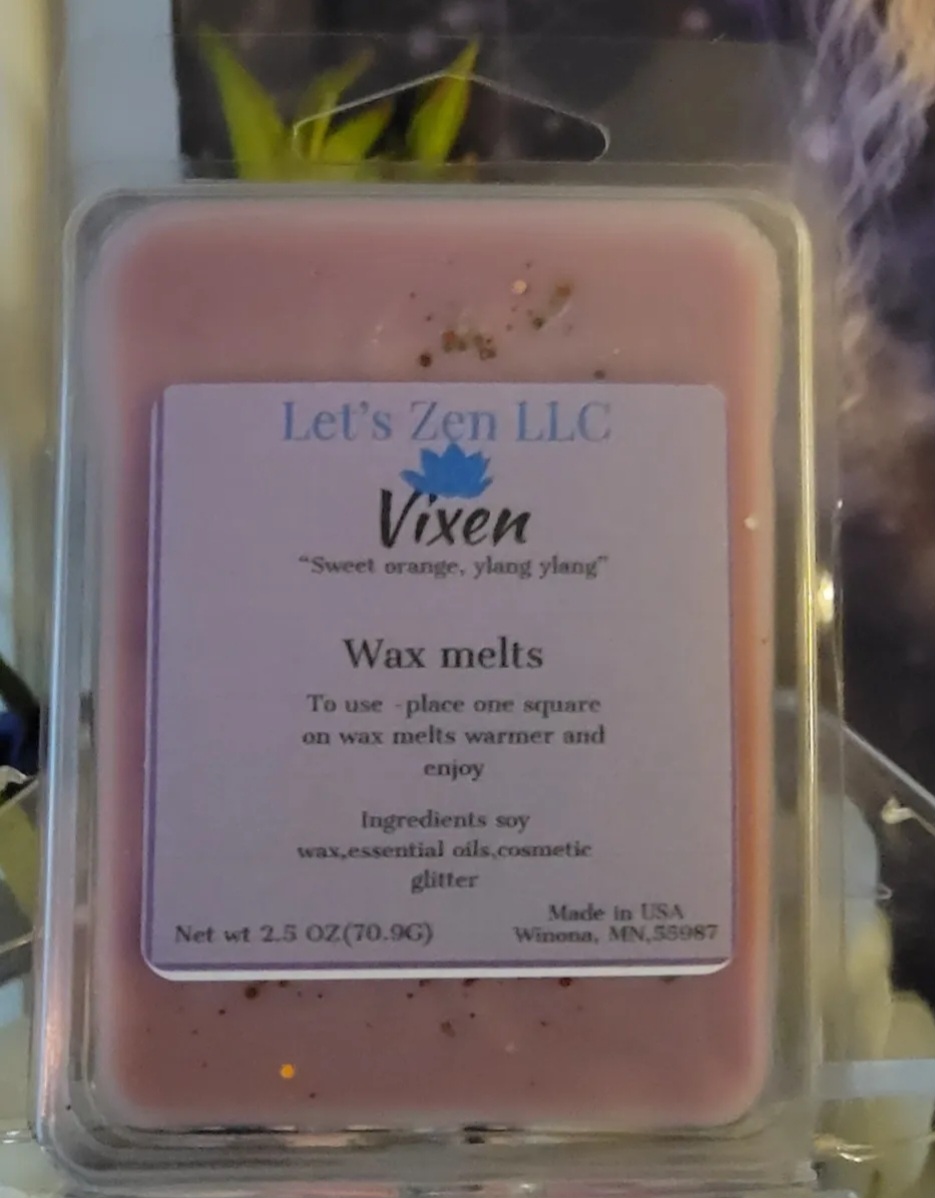 Let's Zen LLC
Vixen
“Sweet orange, ylang ylang”
Wax melts
To use -place one square
on wax melts warmer and
enjoy
Ingredients soy
wax,essential oils,cosmetic
glitter
Made in USA
Net wt 2.5 OZ(70.9G) Winona, MN,55987